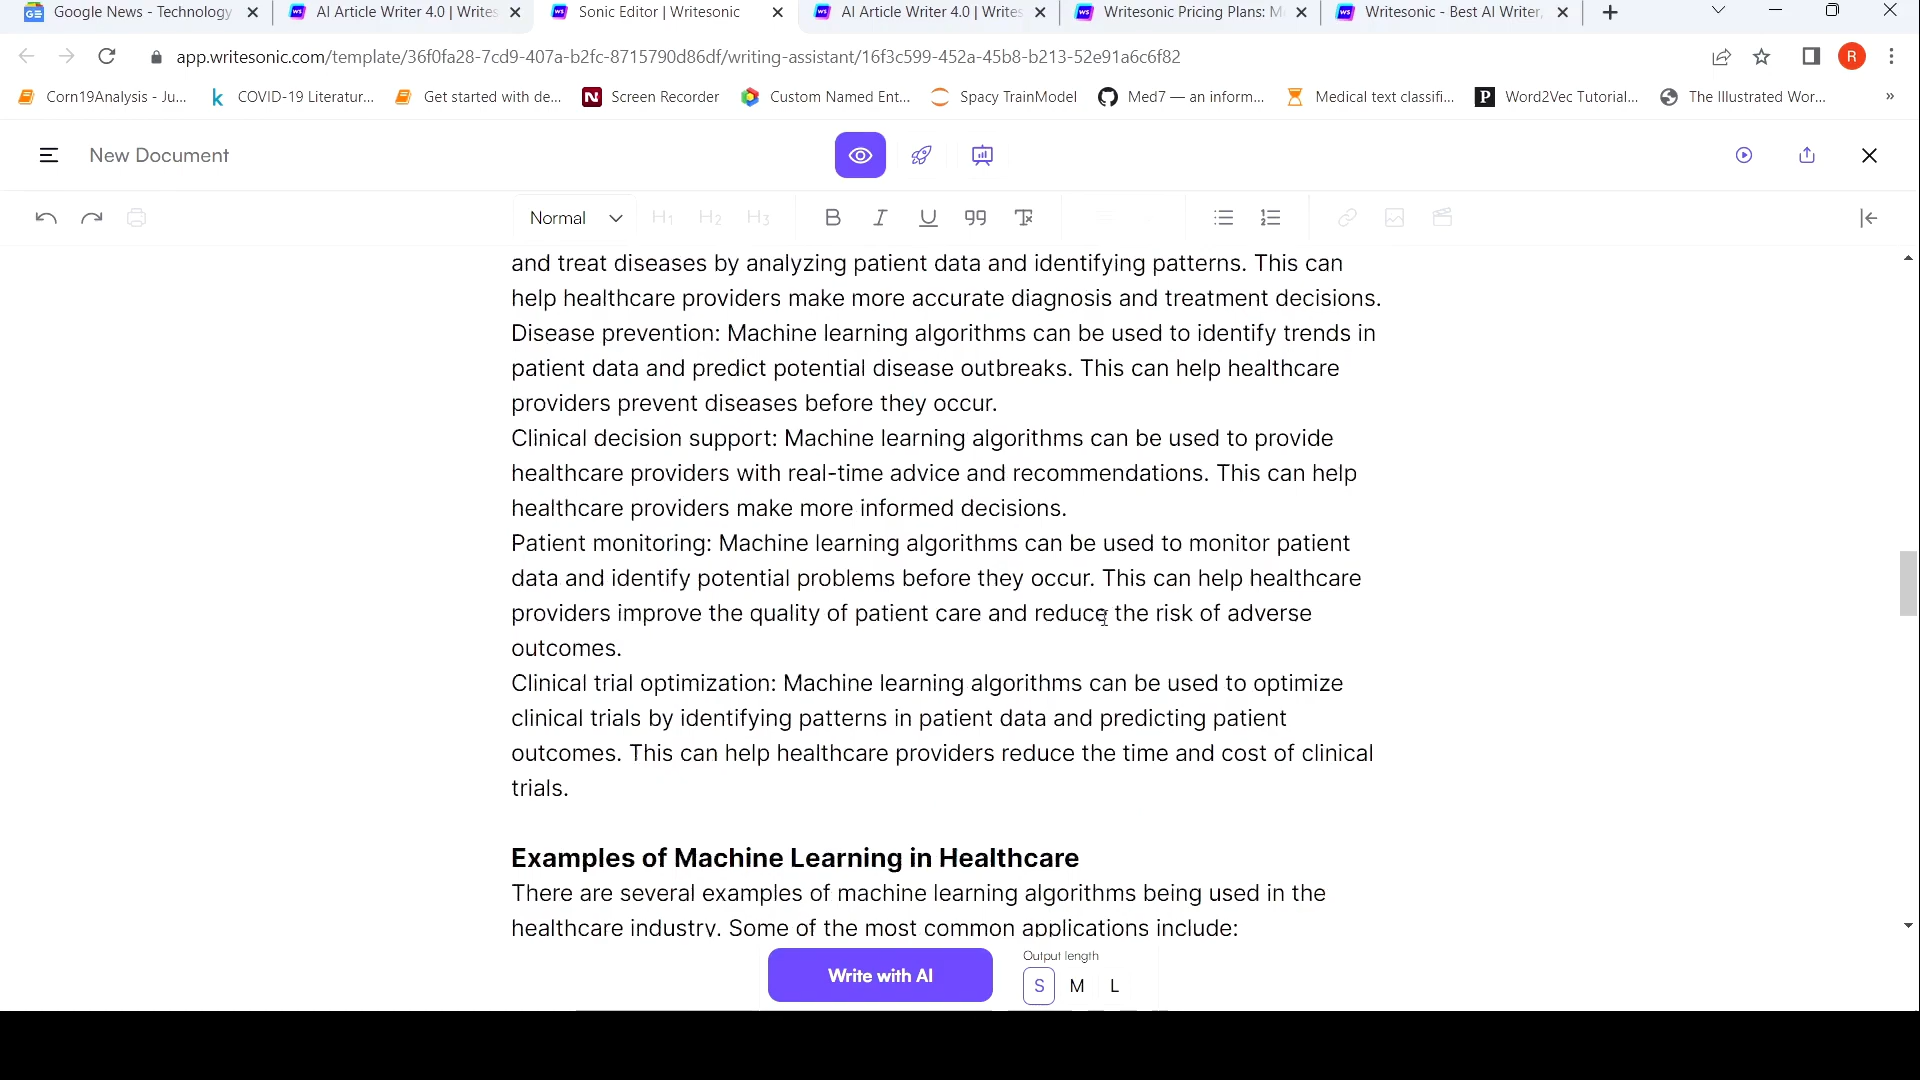 Google News - Technology
AI Article Writer 4.0 | Writes
Sonic Editor | Writesonic
AI Article Writer 4.0 | Writes
Writesonic Pricing Plans: M
Writesonic - Best AI Writer,
app.writesonic.com/template/36f0fa28-7cd9-407a-b2fc-8715790d86df/writing-assistant/16f3c599-452a-45b8-b213-52e91a6c6f82
R
Corn19Analysis - Ju...
COVID-19 Literatur...
Get started with de...
Screen Recorder
Custom Named Ent...
Spacy TrainModel
Med7 — an inform...
Medical text classifi...
Word2Vec Tutorial...
The Illustrated Wor...
»
New Document
Normal
H1
H2
H3
and treat diseases by analyzing patient data and identifying patterns. This can
help healthcare providers make more accurate diagnosis and treatment decisions.
Disease prevention: Machine learning algorithms can be used to identify trends in
patient data and predict potential disease outbreaks. This can help healthcare
providers prevent diseases before they occur.
Clinical decision support: Machine learning algorithms can be used to provide
healthcare providers with real-time advice and recommendations. This can help
healthcare providers make more informed decisions.
Patient monitoring: Machine learning algorithms can be used to monitor patient
data and identify potential problems before they occur. This can help healthcare
providers improve the quality of patient care and reduce the risk of adverse
outcomes.
Clinical trial optimization: Machine learning algorithms can be used to optimize
clinical trials by identifying patterns in patient data and predicting patient
outcomes. This can help healthcare providers reduce the time and cost of clinical
trials.
Examples of Machine Learning in Healthcare
There are several examples of machine learning algorithms being used in the
healthcare industry. Some of the most common applications include:
Write with AI
Output length
S M L